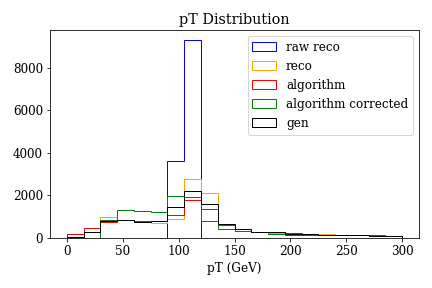 pT Distribution
raw reco
reco
algorithm
algorithm corrected
gen
8000
6000
4000
2000
0
0 50 100 150 200 250 300
pT (GeV)